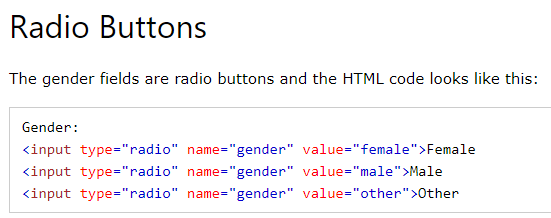 Radio Buttons
The gender fields are radio buttons and the HTML code looks like this:
Gender:
<input type="radio" name="gender" value="female">Female
<input type="radio" name="gender" value="male">Male
<input type="radio" name="gender" value="other">Other